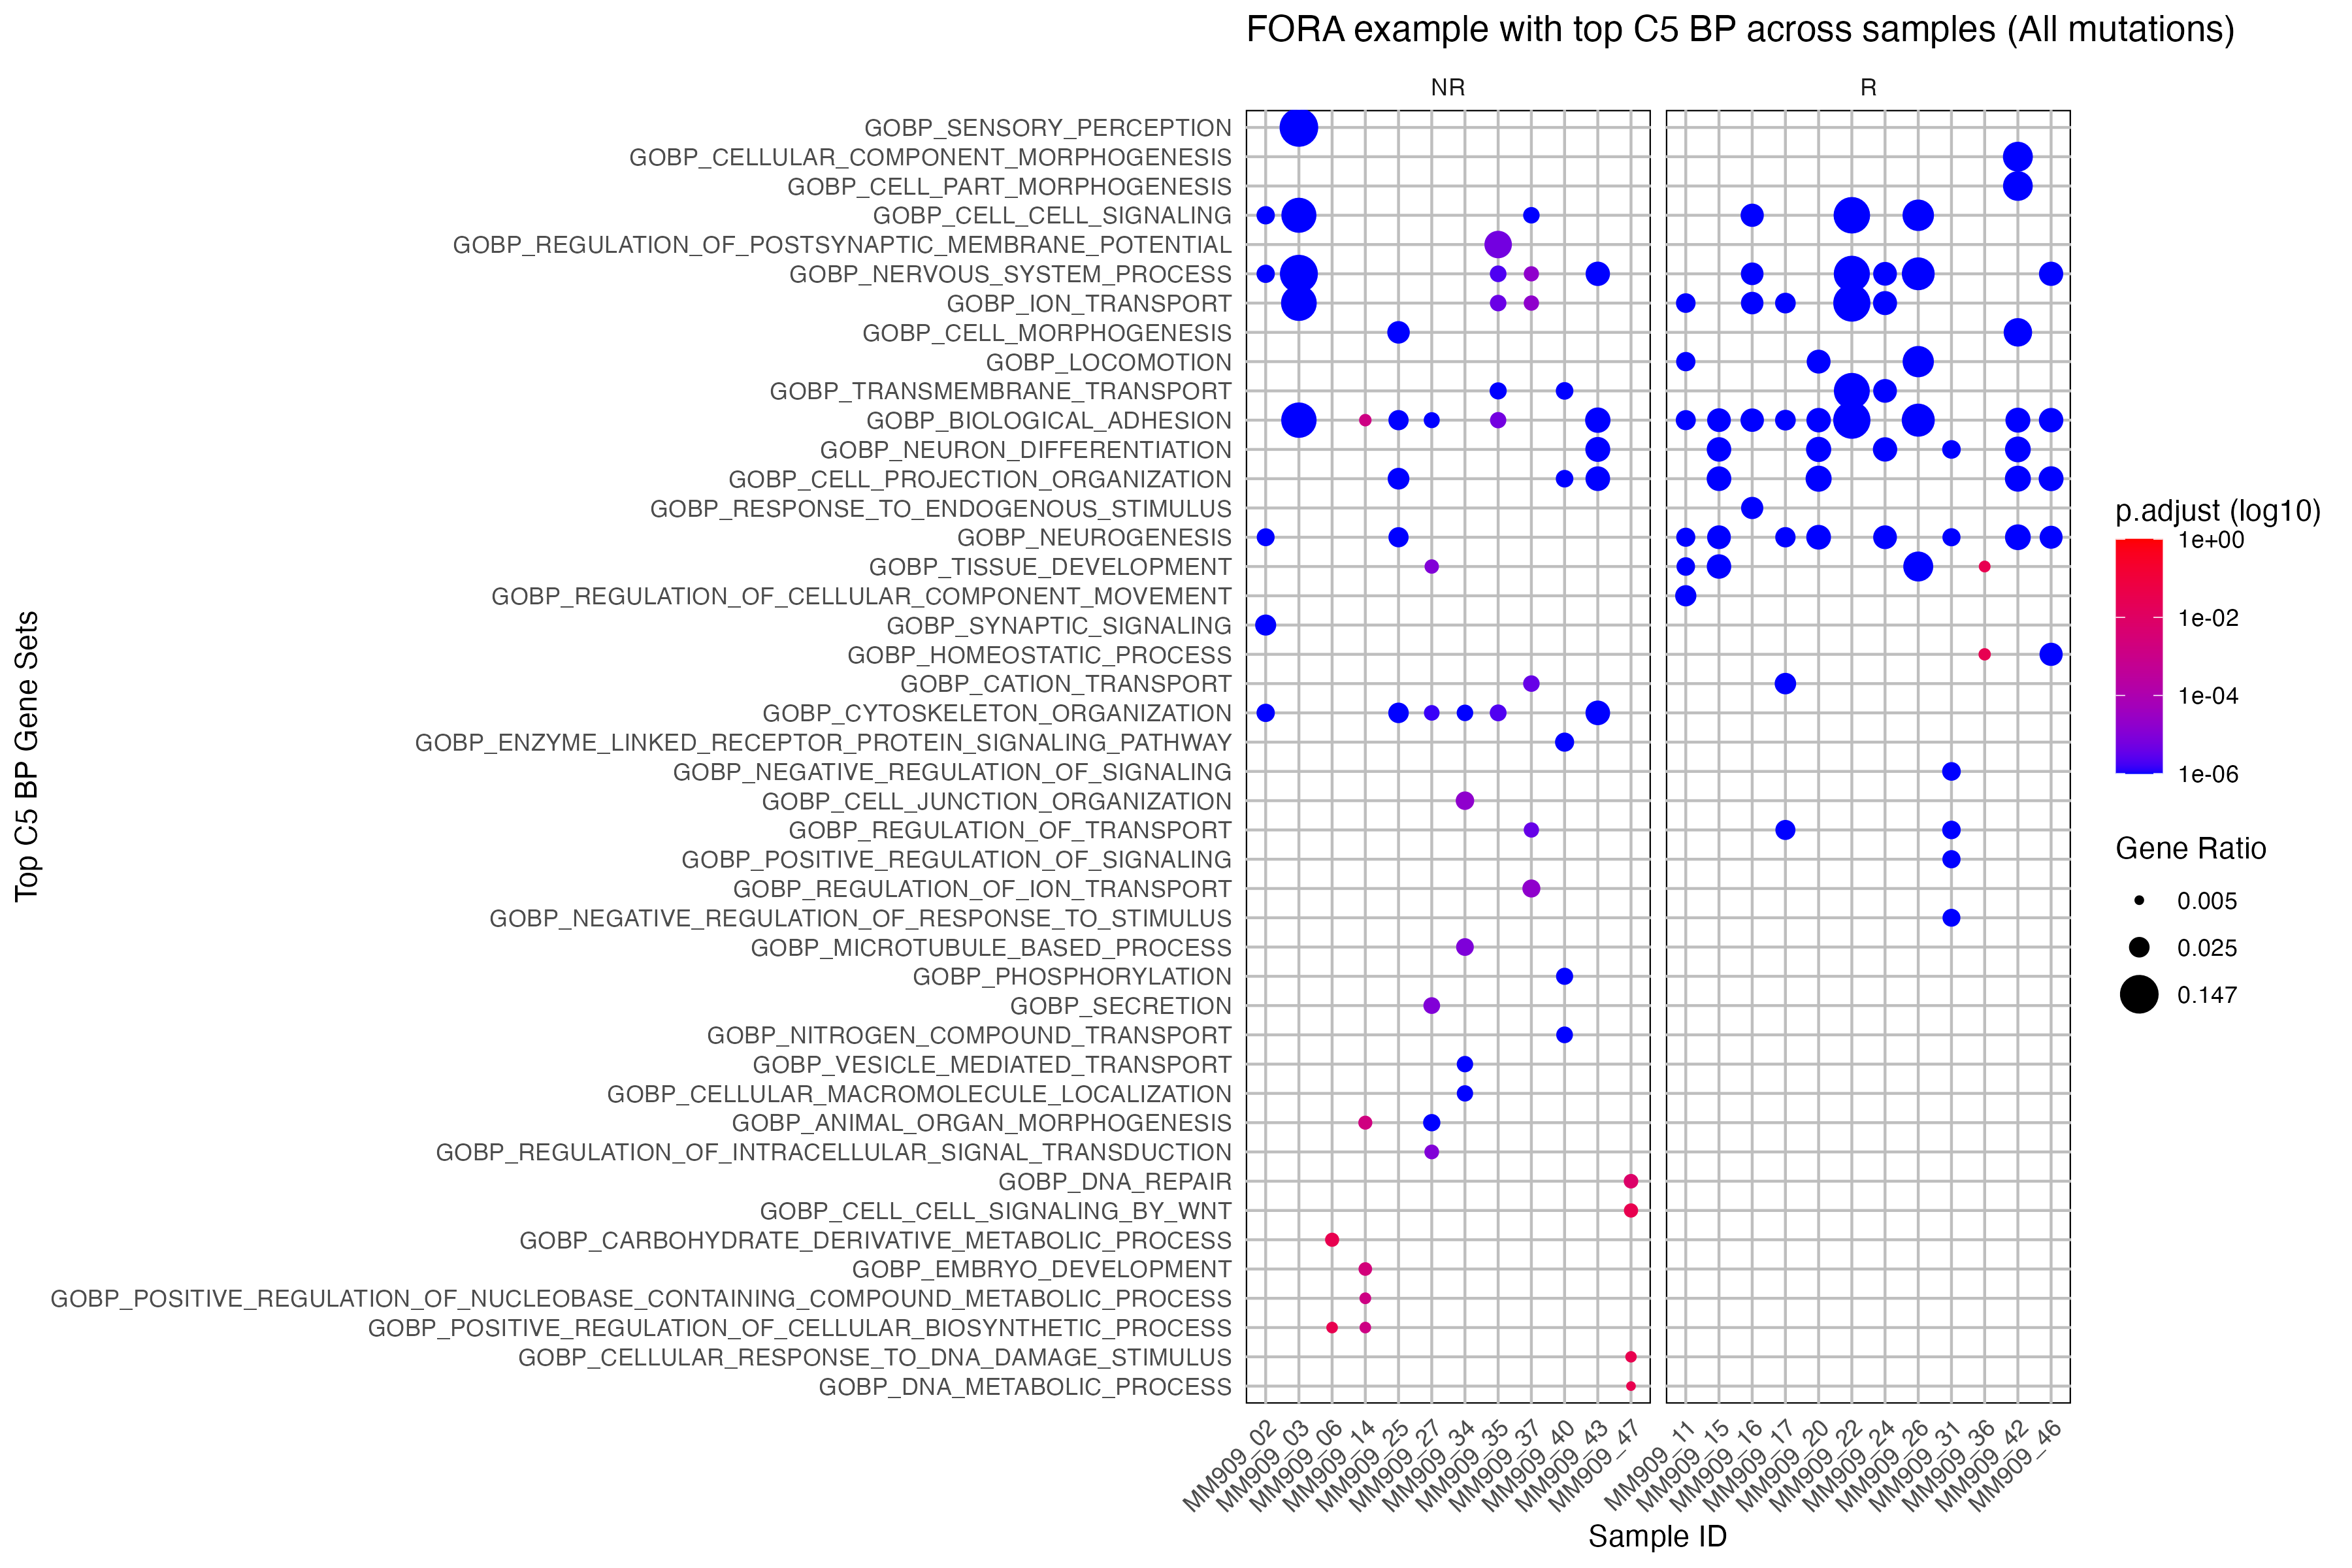 FORA example with top C5 BP across samples (All mutations)
NR
R
Top C5 BP Gene Sets
GOBP_SENSORY_PERCEPTION
GOBP_CELLULAR_COMPONENT_MORPHOGENESIS
GOBP_CELL_PART_MORPHOGENESIS
GOBP_CELL_CELL_SIGNALING
GOBP_REGULATION_OF_POSTSYNAPTIC_MEMBRANE_POTENTIAL
GOBP_NERVOUS_SYSTEM_PROCESS
GOBP_ION_TRANSPORT
GOBP_CELL_MORPHOGENESIS
GOBP_LOCOMOTION
GOBP_TRANSMEMBRANE_TRANSPORT
GOBP_BIOLOGICAL_ADHESION
GOBP_NEURON_DIFFERENTIATION
GOBP_CELL_PROJECTION_ORGANIZATION
GOBP_RESPONSE_TO_ENDOGENOUS_STIMULUS
GOBP_NEUROGENESIS
GOBP_TISSUE_DEVELOPMENT
GOBP_REGULATION_OF_CELLULAR_COMPONENT_MOVEMENT
GOBP_SYNAPTIC_SIGNALING
GOBP_HOMEOSTATIC_PROCESS
GOBP_CATION_TRANSPORT
GOBP_CYTOSKELETON_ORGANIZATION
GOBP_ENZYME_LINKED_RECEPTOR_PROTEIN_SIGNALING_PATHWAY
GOBP_NEGATIVE_REGULATION_OF_SIGNALING
GOBP_CELL_JUNCTION_ORGANIZATION
GOBP_REGULATION_OF_TRANSPORT
GOBP_POSITIVE_REGULATION_OF_SIGNALING
GOBP_REGULATION_OF_ION_TRANSPORT
GOBP_NEGATIVE_REGULATION_OF_RESPONSE_TO_STIMULUS
GOBP_MICROTUBULE_BASED_PROCESS
GOBP_PHOSPHORYLATION
GOBP_SECRETION
GOBP_NITROGEN_COMPOUND_TRANSPORT
GOBP_VESICLE_MEDIATED_TRANSPORT
GOBP_CELLULAR_MACROMOLECULE_LOCALIZATION
GOBP_ANIMAL_ORGAN_MORPHOGENESIS
GOBP_REGULATION_OF_INTRACELLULAR_SIGNAL_TRANSDUCTION
GOBP_DNA_REPAIR
GOBP_CELL_CELL_SIGNALING_BY_WNT
GOBP_CARBOHYDRATE_DERIVATIVE_METABOLIC_PROCESS
GOBP_EMBRYO_DEVELOPMENT
GOBP_POSITIVE_REGULATION_OF_NUCLEOBASE_CONTAINING_COMPOUND_METABOLIC_PROCESS
GOBP_POSITIVE_REGULATION_OF_CELLULAR_BIOSYNTHETIC_PROCESS
GOBP_CELLULAR_RESPONSE_TO_DNA_DAMAGE_STIMULUS
GOBP_DNA_METABOLIC_PROCESS
MM909_02
MM909_03
MM909_06
MM909_14
MM909_25
MM909_27
MM909_34
MM909_35
MM909_37
MM909_40
MM909_43
MM909_47
MM909_11
MM909_15
MM909_16
MM909_17
MM909_20
MM909_22
MM909_24
MM909_26
MM909_31
MM909_36
MM909_42
MM909_46
Sample ID
p.adjust (log10)
1e+00
1e-02
1e-04
1e-06
Gene Ratio
0.005
0.025
0.147